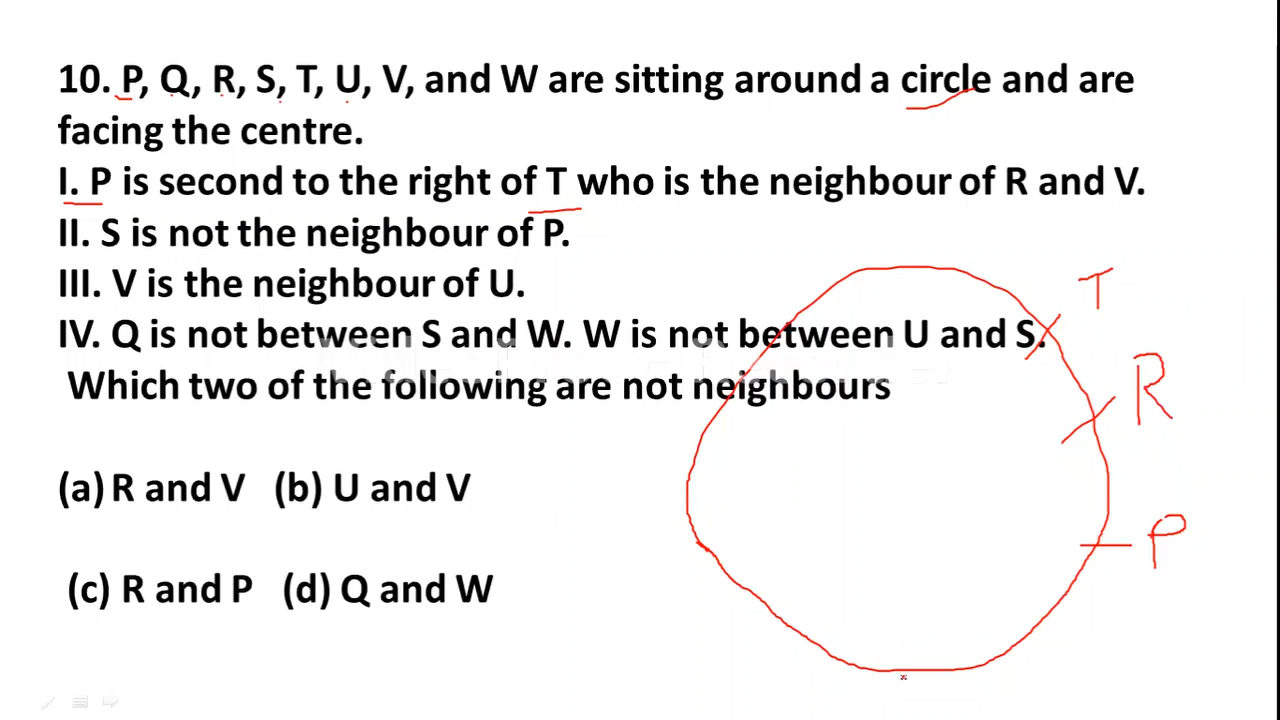 10. P, Q, R, S, T, U, V, and W are sitting around a circle and are
facing the centre.
I. P is second to the right of T who is the neighbour of R and V.
II. S is not the neighbour of P.
III. V is the neighbour of U.
IV. Q is not between S and W. W is not between U and S.
Which two of the following are not neighbours
(a) R and V (b) U and V
(c) R and P (d) Q and W
T
R
P